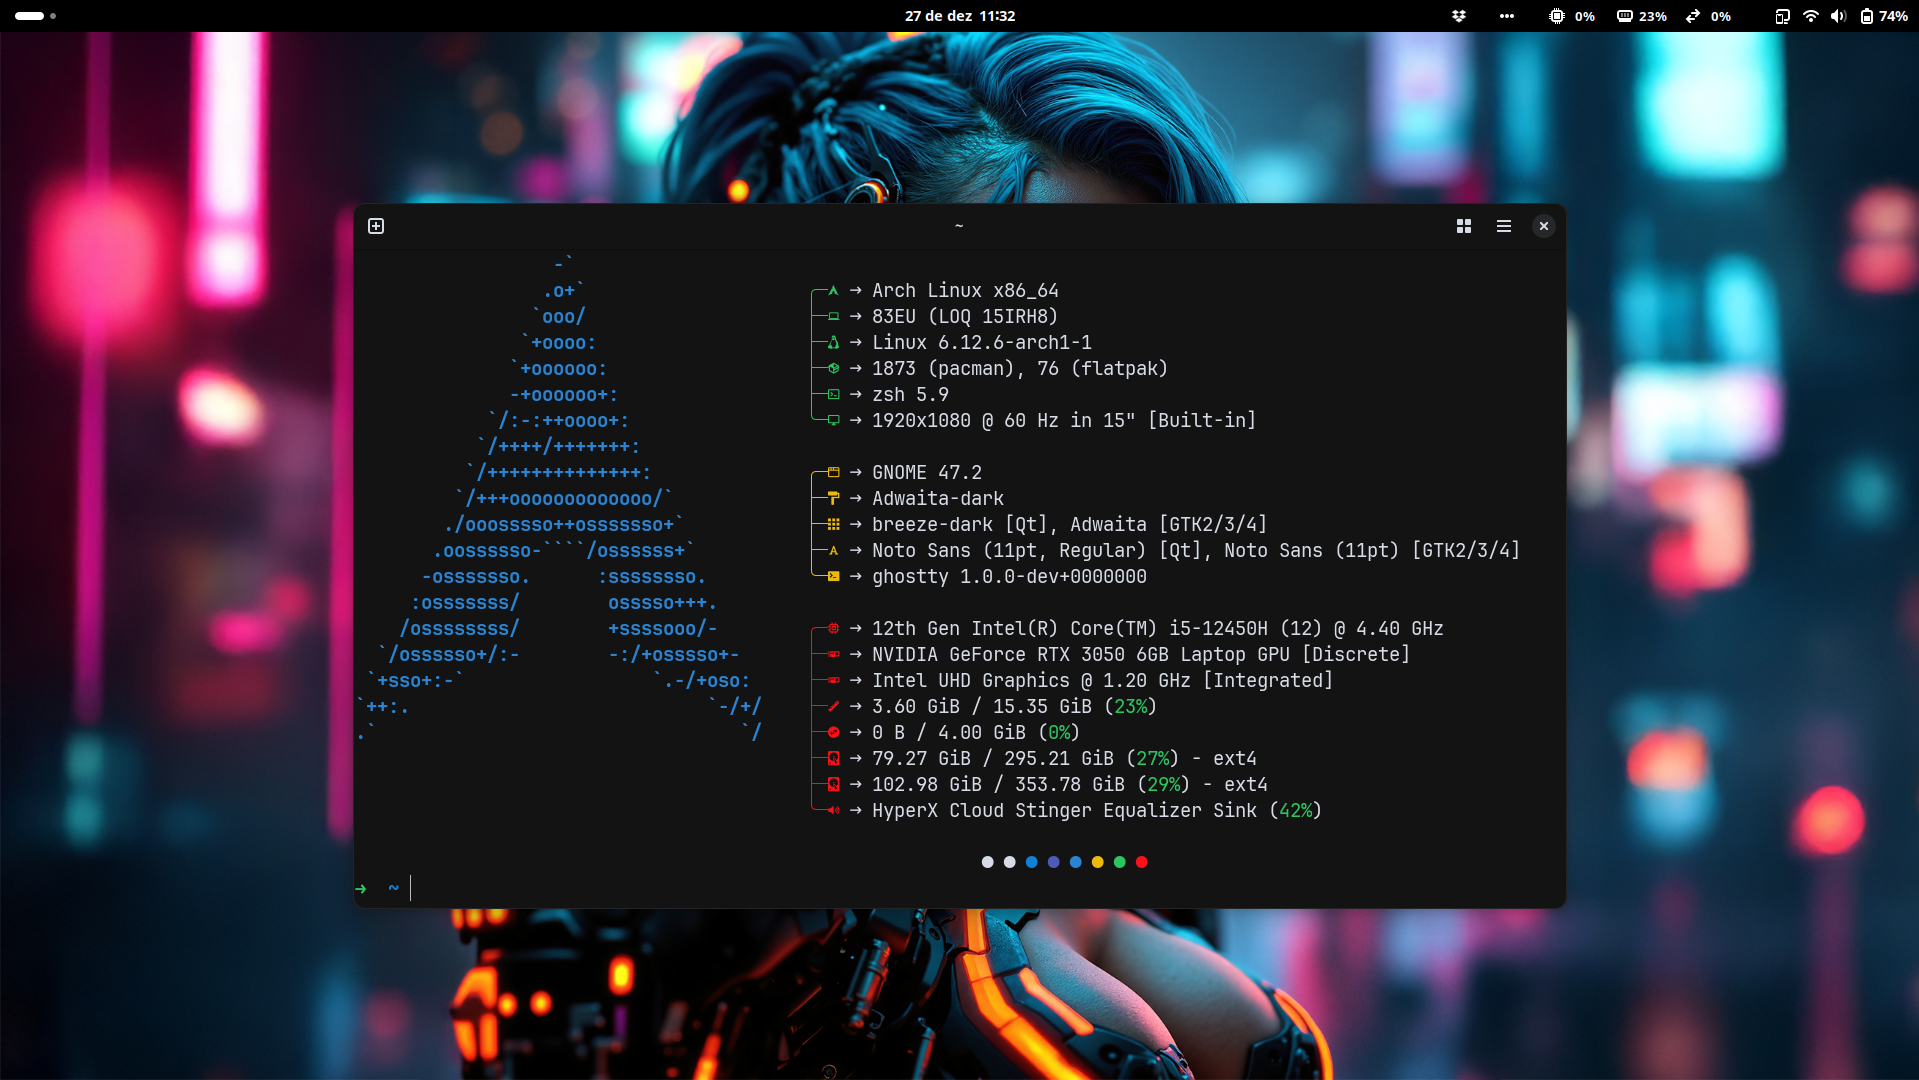 27 de dez 11:32
0% 23% 0% 74%
~
-`
.o+`
`ooo/
`+oooo:
`+oooooo:
-+oooooo+:
`/:-:++oooo+:
`/++++/+++++++:
`/++++++++++++++:
`/+++ooooooooooooo/`
./ooosssso++osssssso+`
.oossssso-````/ossssss+`
-osssssso. :ssssssso.
:osssssss/ osssso+++.
/ossssssss/ +ssssooo/-
`/ossssso+/:- -:/+osssso+-
`+sso+:-` `.-/+oso:
`++:. `-/+/
.` `/
→ Arch Linux x86_64
→ 83EU (LOQ 15IRH8)
→ Linux 6.12.6-arch1-1
→ 1873 (pacman), 76 (flatpak)
→ zsh 5.9
→ 1920x1080 @ 60 Hz in 15" [Built-in]
→ GNOME 47.2
→ Adwaita-dark
→ breeze-dark [Qt], Adwaita [GTK2/3/4]
→ Noto Sans (11pt, Regular) [Qt], Noto Sans (11pt) [GTK2/3/4]
→ ghostty 1.0.0-dev+0000000
→ 12th Gen Intel(R) Core(TM) i5-12450H (12) @ 4.40 GHz
→ NVIDIA GeForce RTX 3050 6GB Laptop GPU [Discrete]
→ Intel UHD Graphics @ 1.20 GHz [Integrated]
→ 3.60 GiB / 15.35 GiB (23%)
→ 0 B / 4.00 GiB (0%)
→ 79.27 GiB / 295.21 GiB (27%) - ext4
→ 102.98 GiB / 353.78 GiB (29%) - ext4
→ HyperX Cloud Stinger Equalizer Sink (42%)
→ ~